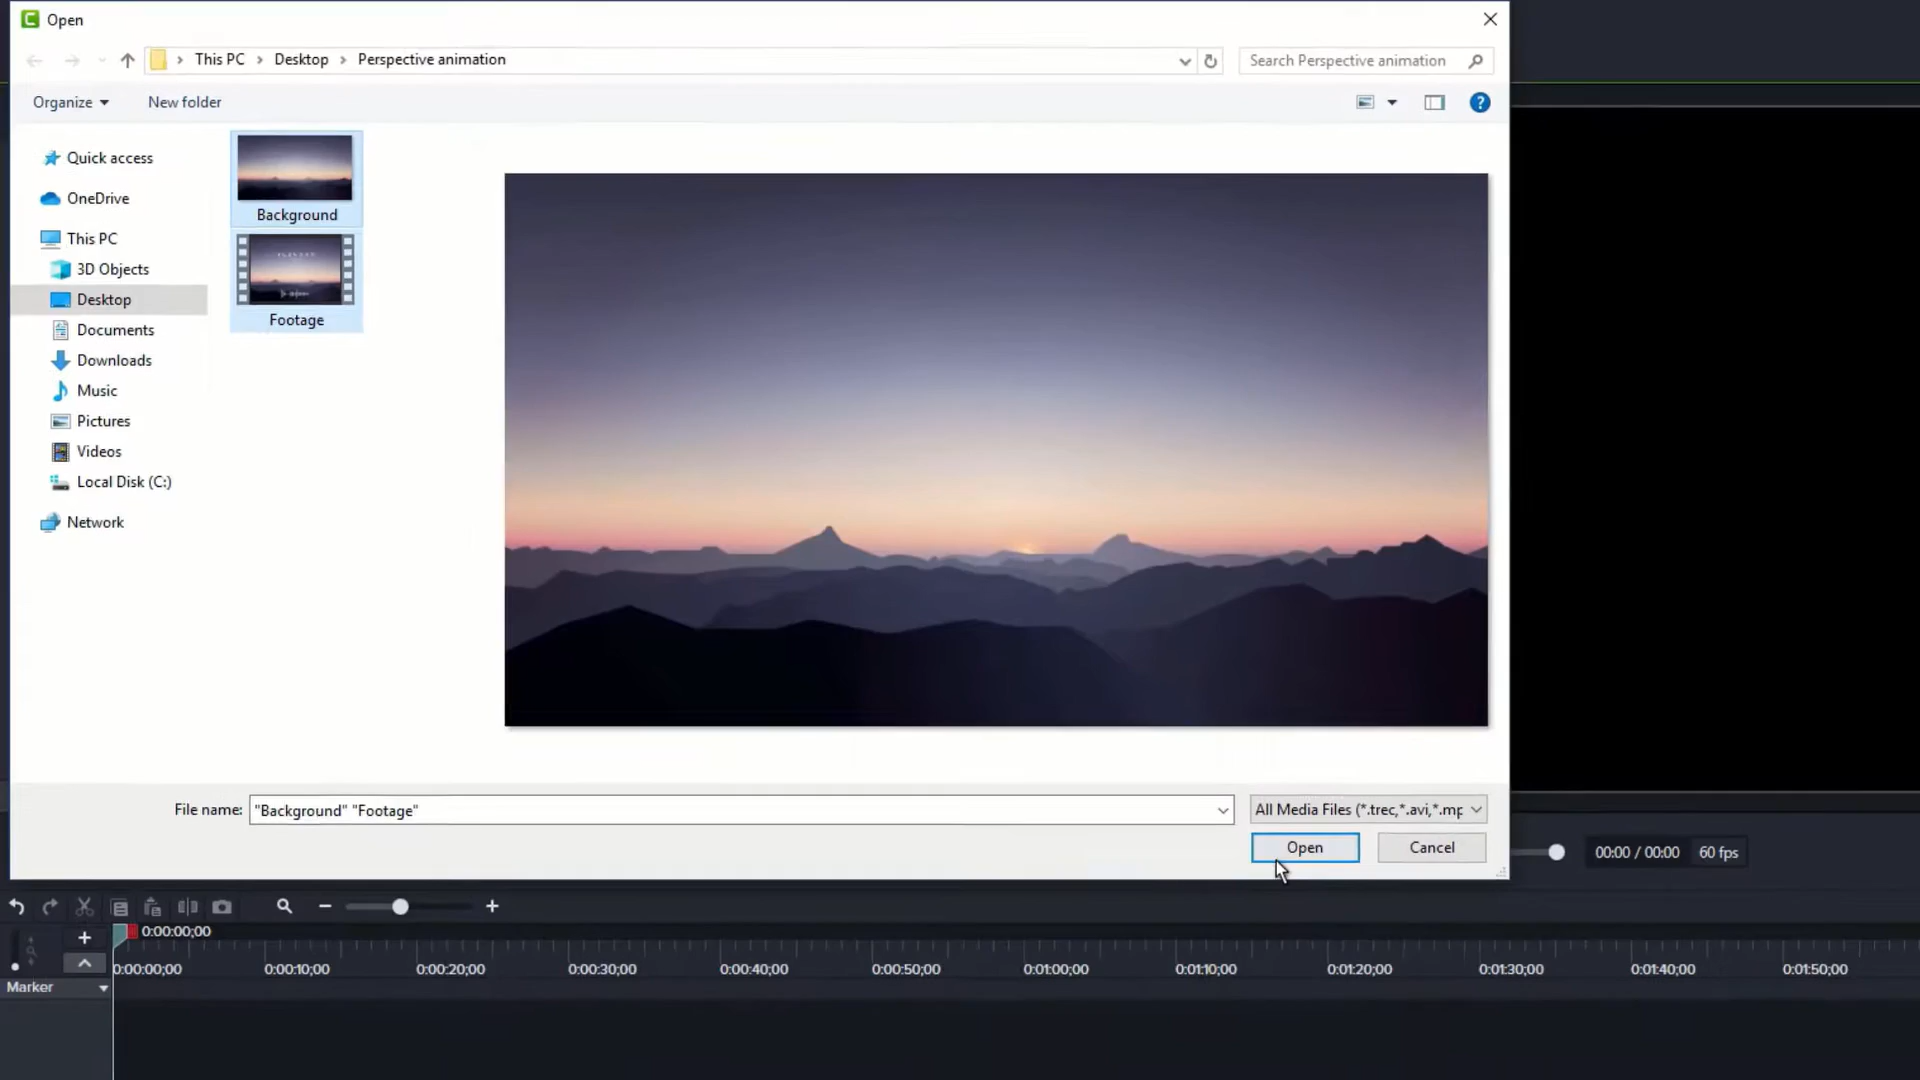 Open
This PC > Desktop > Perspective animation
Search Perspective animation
Organize
New folder
Quick access
OneDrive
This PC
3D Objects
Desktop
Documents
Downloads
Music
Pictures
Videos
Local Disk (C:)
Network
Background
Footage
File name: "Background" "Footage"
All Media Files (*.trec,*.avi,*.mp
Open
Cancel
00:00 / 00:00
60 fps
0:00:00;00
0:00:00;00 0:00:10;00 0:00:20;00 0:00:30;00 0:00:40;00 0:00:50;00 0:01:00;00 0:01:10;00 0:01:20;00 0:01:30;00 0:01:40;00 0:01:50;00
Marker